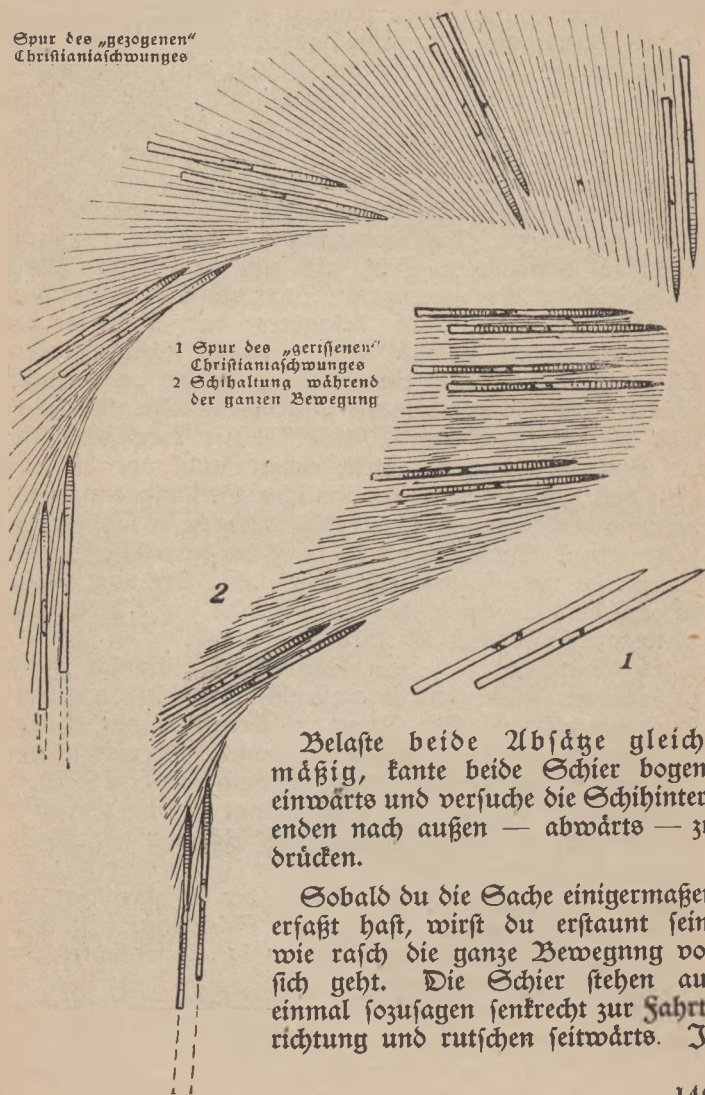 Spur des „gezogenen“
Christianiaschwunges
1 Spur des „gerissenen“
Christianiaschwunges
2 Schihaltung während
der ganzen Bewegung
2
1
Belaste beide Absätze gleich
mäßig, kante beide Schier bogen
einwärts und versuche die Schihinter
enden nach außen — abwärts — zu
drücken.
Sobald du die Sache einigermaßen
erfaßt hast, wirst du erstaunt sein
wie rasch die ganze Bewegnng vo
sich geht. Die Schier stehen au
einmal sozusagen senkrecht zur Fahrt
richtung und rutschen seitwärts. I